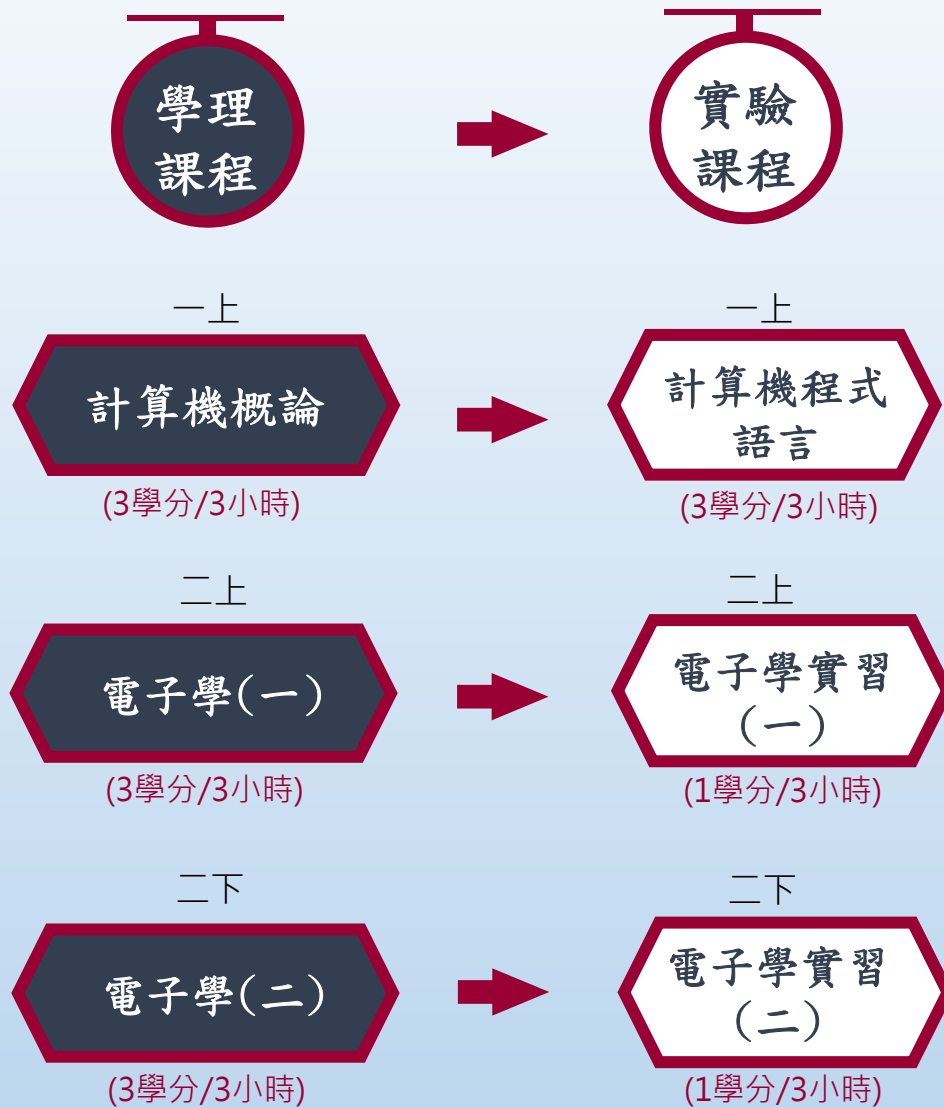 學理
課程
實驗
課程
一上
一上
計算機概論
計算機程式
語言
(3學分/3小時)
(3學分/3小時)
二上
二上
電子學(一)
電子學實習
(一)
(3學分/3小時)
(1學分/3小時)
二下
二下
電子學(二)
電子學實習
(二)
(3學分/3小時)
(1學分/3小時)